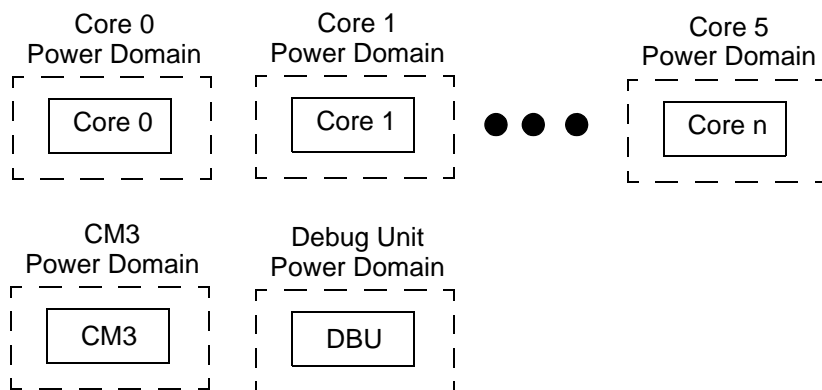 Core 0
Power Domain
Core 1
Power Domain
Core 5
Power Domain
Core 0
Core 1
Core n
CM3
Power Domain
Debug Unit
Power Domain
CM3
DBU